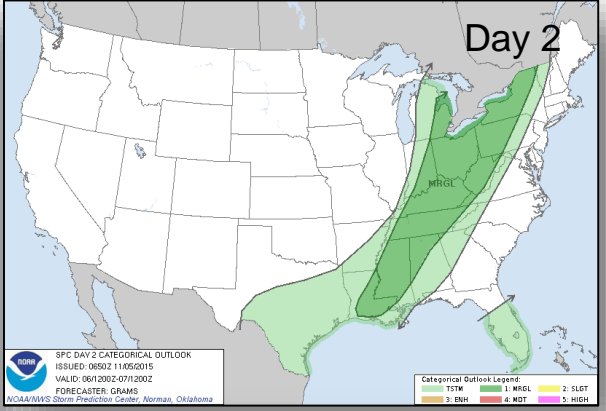 Day 2
MRGL
NOAA
SPC DAY 2 CATEGORICAL OUTLOOK
ISSUED: 0650Z 11/05/2015
VALID: 06/1200Z-07/1200Z
FORECASTER: GRAMS
NOAA/NWS Storm Prediction Center, Norman, Oklahoma
Categorical Outlook Legend:
TSTM 1: MRGL 2: SLGT
3: ENH 4: MDT 5: HIGH